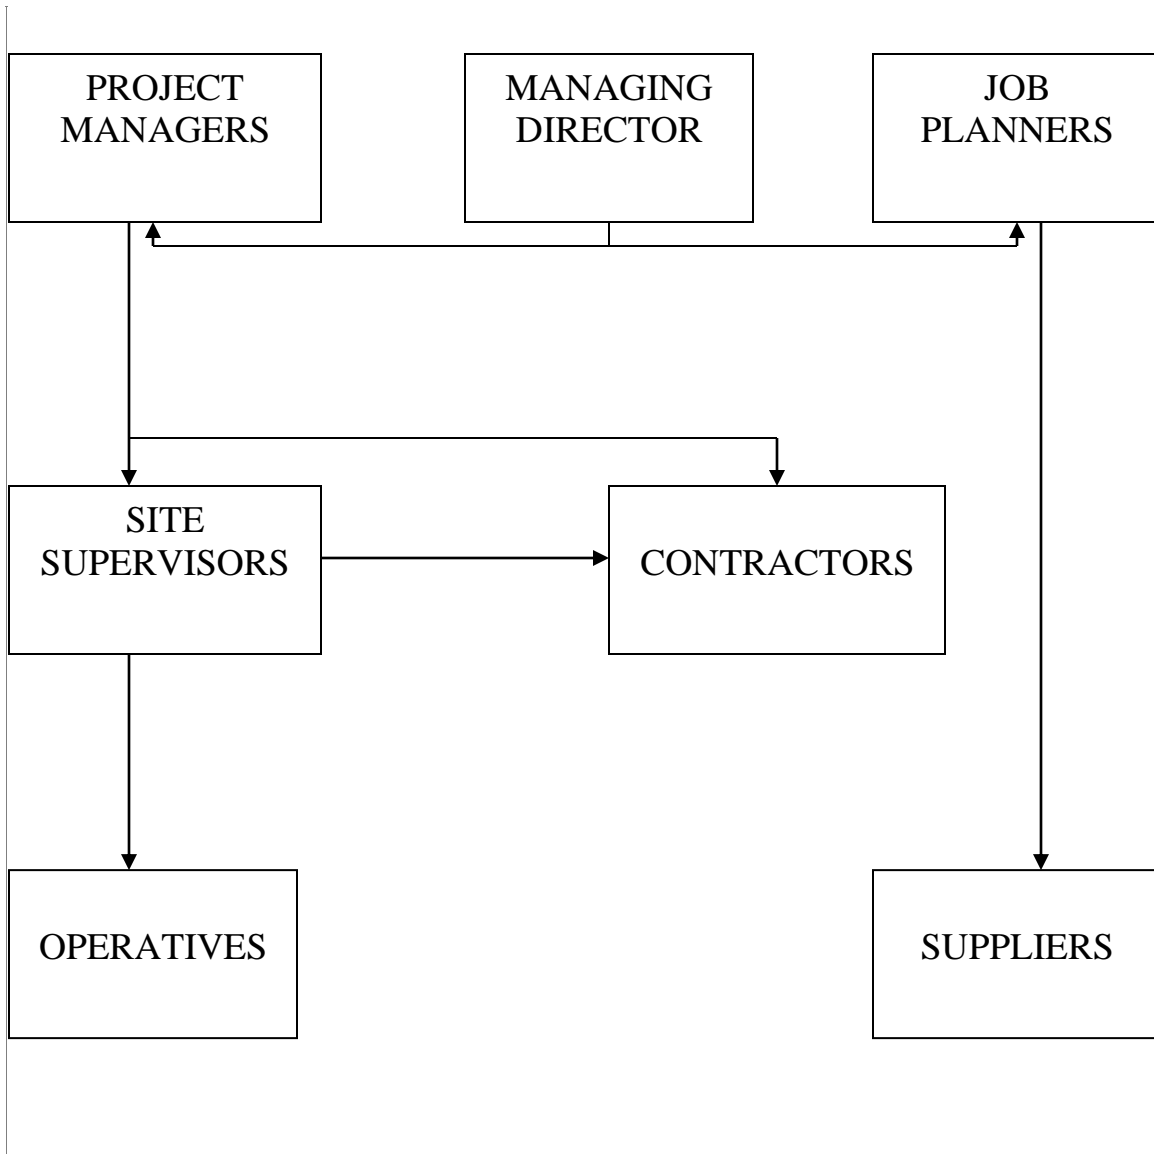 PROJECT
MANAGERS
MANAGING
DIRECTOR
JOB
PLANNERS
SITE
SUPERVISORS
CONTRACTORS
OPERATIVES
SUPPLIERS